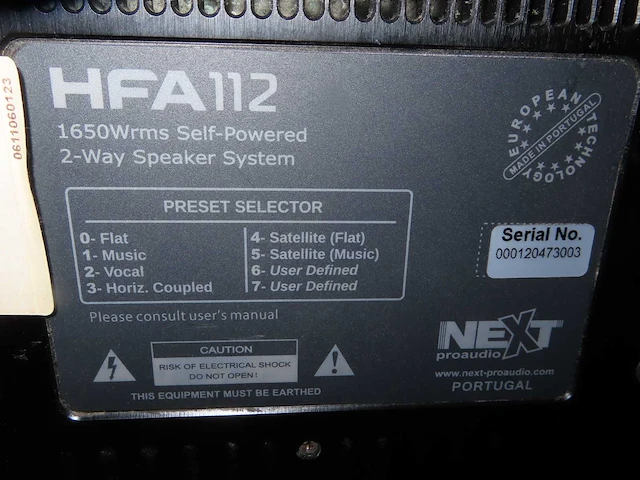 HFA112
1650Wrms Self-Powered
2-Way Speaker System
EUROPEAN TECHNOLOGY
MADE IN PORTUGAL
0611060123
PRESET SELECTOR
0- Flat
1- Music
2- Vocal
3- Horiz. Coupled
4- Satellite (Flat)
5- Satellite (Music)
6- User Defined
7- User Defined
Serial No.
000120473003
Please consult user's manual
CAUTION
RISK OF ELECTRICAL SHOCK
DO NOT OPEN!
THIS EQUIPMENT MUST BE EARTHED
NEXT
proaudio
www.next-proaudio.com
PORTUGAL